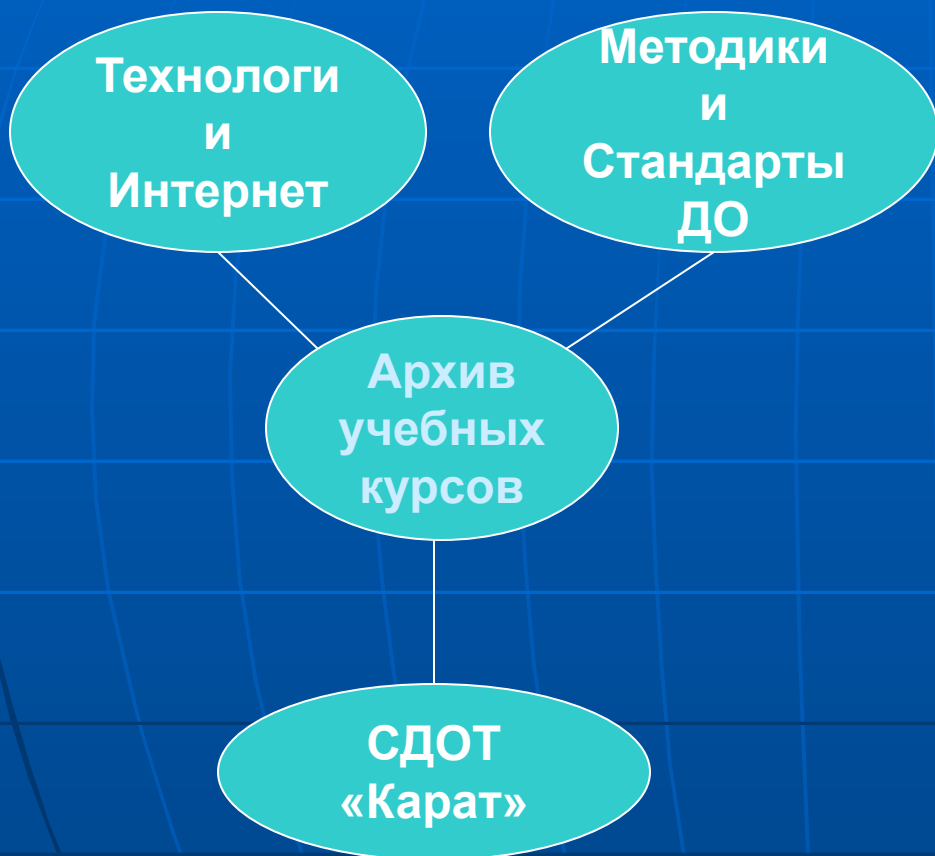 Технологи
и
Интернет
Методики
и
Стандарты
ДО
Архив
учебных
курсов
СДОТ
«Карат»